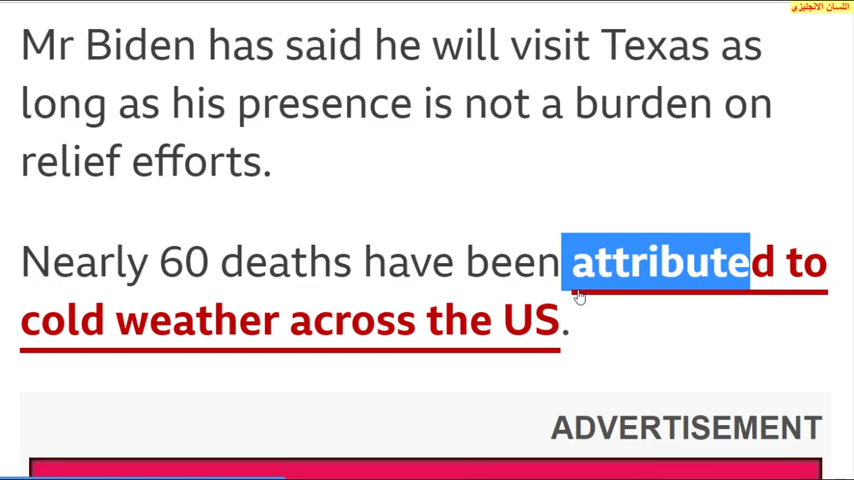 اللسان الانجليزي
Mr Biden has said he will visit Texas as
long as his presence is not a burden on
relief efforts.
Nearly 60 deaths have been attributed to
cold weather across the US.
ADVERTISEMENT